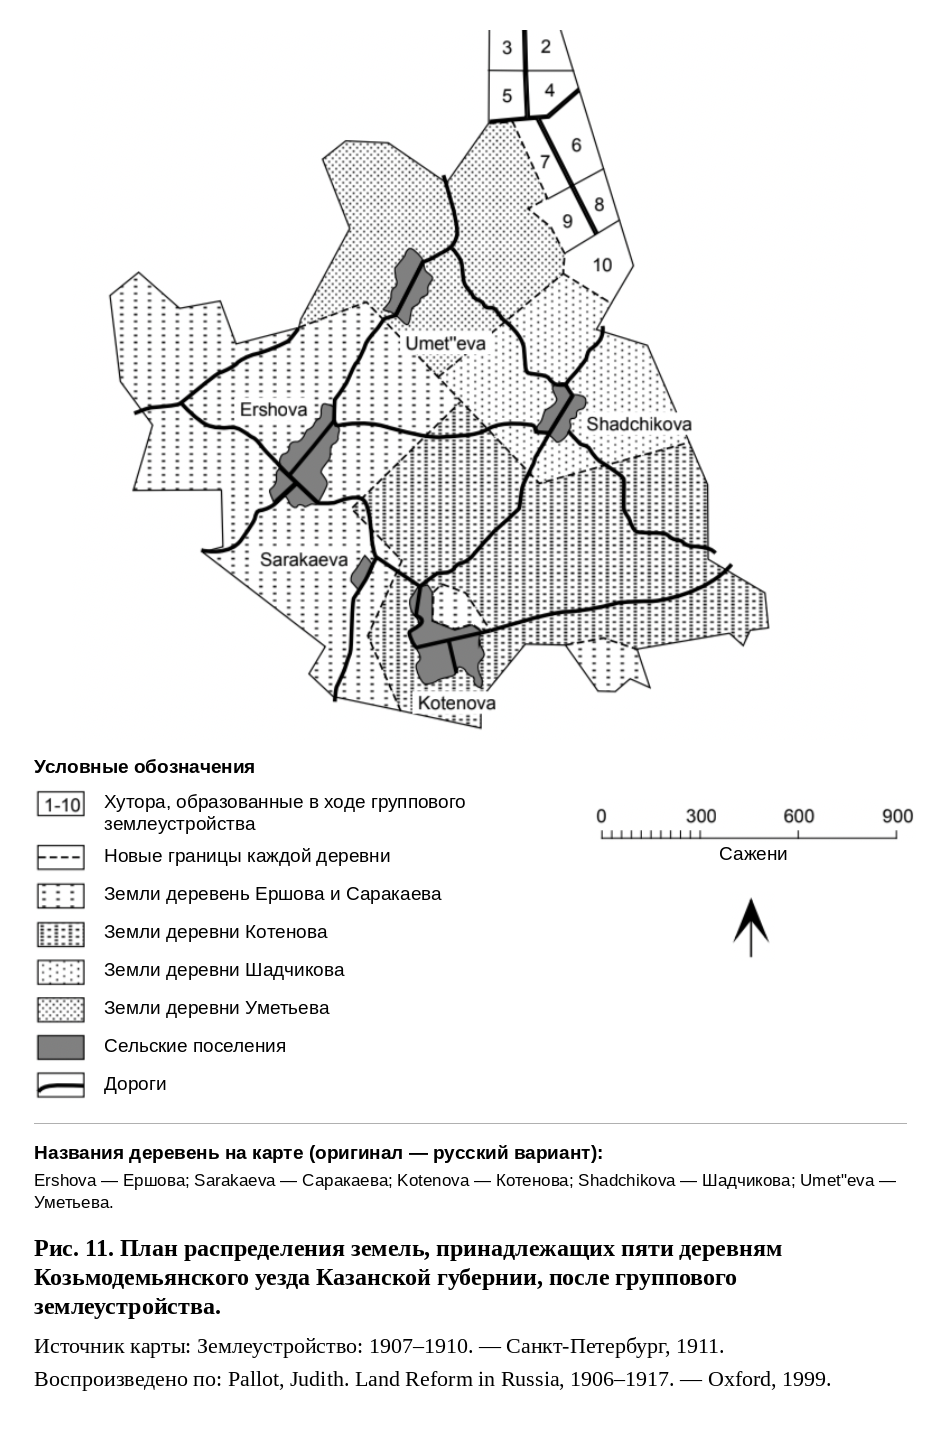 3 2
5 4
6
7
8
9
10
Umet"eva
Ershova
Shadchikova
Sarakaeva
Kotenova
Условные обозначения
1-10 Хутора, образованные в ходе группового
землеустройства
Новые границы каждой деревни
Земли деревень Ершова и Саракаева
Земли деревни Котенова
Земли деревни Шадчикова
Земли деревни Уметьева
Сельские поселения
Дороги
0 300 600 900
Сажени
Названия деревень на карте (оригинал — русский вариант):
Ershova — Ершова; Sarakaeva — Саракаева; Kotenova — Котенова; Shadchikova — Шадчикова; Umet"eva —
Уметьева.
Рис. 11. План распределения земель, принадлежащих пяти деревням
Козьмодемьянского уезда Казанской губернии, после группового
землеустройства.
Источник карты: Землеустройство: 1907–1910. — Санкт-Петербург, 1911.
Воспроизведено по: Pallot, Judith. Land Reform in Russia, 1906–1917. — Oxford, 1999.